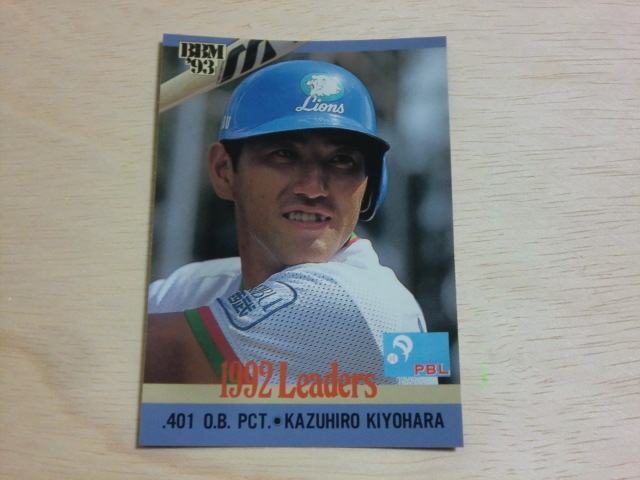 BBM
'93
Lions
1992 Leaders
PBL
.401 O.B. PCT.•KAZUHIRO KIYOHARA